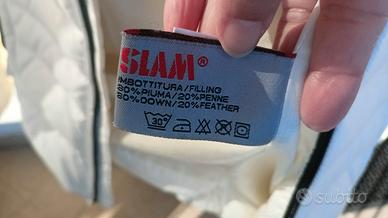 SLAM®
IMBOTTITURA/FILLING
80%PIUMA/20%PENNE
80%DOWN/20%FEATHER
30°
subito